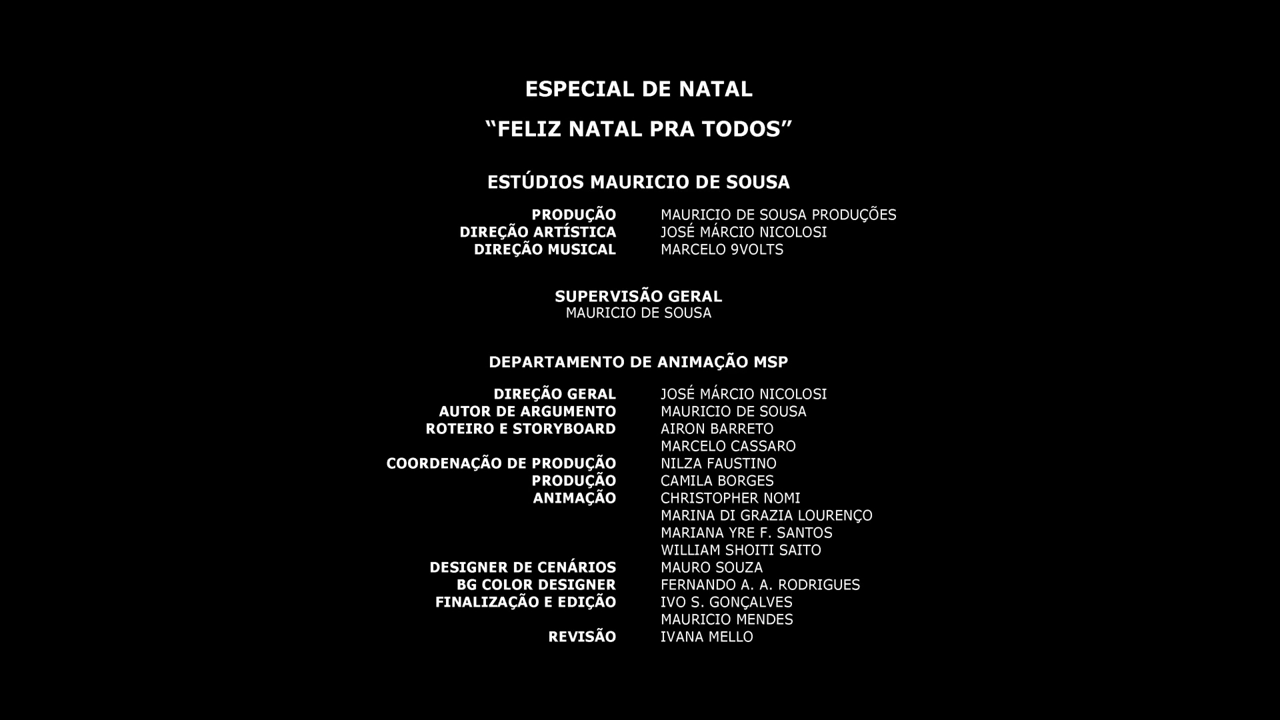 ESPECIAL DE NATAL
“FELIZ NATAL PRA TODOS”
ESTÚDIOS MAURICIO DE SOUSA
PRODUÇÃO MAURICIO DE SOUSA PRODUÇÕES
DIREÇÃO ARTÍSTICA JOSÉ MÁRCIO NICOLOSI
DIREÇÃO MUSICAL MARCELO 9VOLTS
SUPERVISÃO GERAL
MAURICIO DE SOUSA
DEPARTAMENTO DE ANIMAÇÃO MSP
DIREÇÃO GERAL JOSÉ MÁRCIO NICOLOSI
AUTOR DE ARGUMENTO MAURICIO DE SOUSA
ROTEIRO E STORYBOARD AIRON BARRETO
MARCELO CASSARO
COORDENAÇÃO DE PRODUÇÃO NILZA FAUSTINO
PRODUÇÃO CAMILA BORGES
ANIMAÇÃO CHRISTOPHER NOMI
MARINA DI GRAZIA LOURENÇO
MARIANA YRE F. SANTOS
WILLIAM SHOITI SAITO
DESIGNER DE CENÁRIOS MAURO SOUZA
BG COLOR DESIGNER FERNANDO A. A. RODRIGUES
FINALIZAÇÃO E EDIÇÃO IVO S. GONÇALVES
MAURICIO MENDES
REVISÃO IVANA MELLO